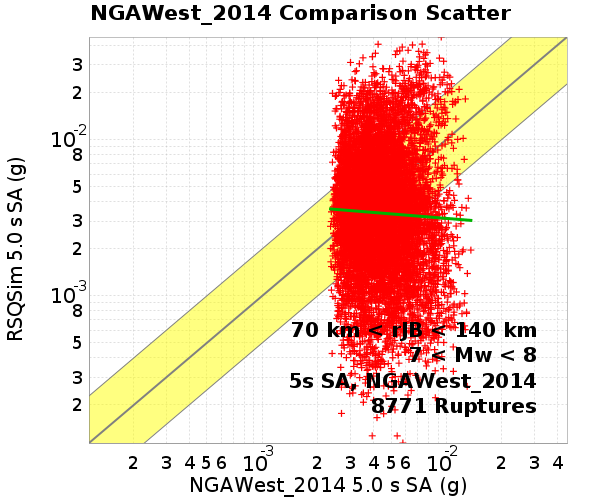 NGAWest_2014 Comparison Scatter
RSQSim 5.0 s SA (g)
3
2
10-2
8
5
3
2
10-3
8
5
3
2
70 km < rJB < 140 km
7 < Mw < 8
5s SA, NGAWest_2014
8771 Ruptures
2 3 4 5 6 10-3 2 3 4 5 6 10-2 2 3 4
NGAWest_2014 5.0 s SA (g)